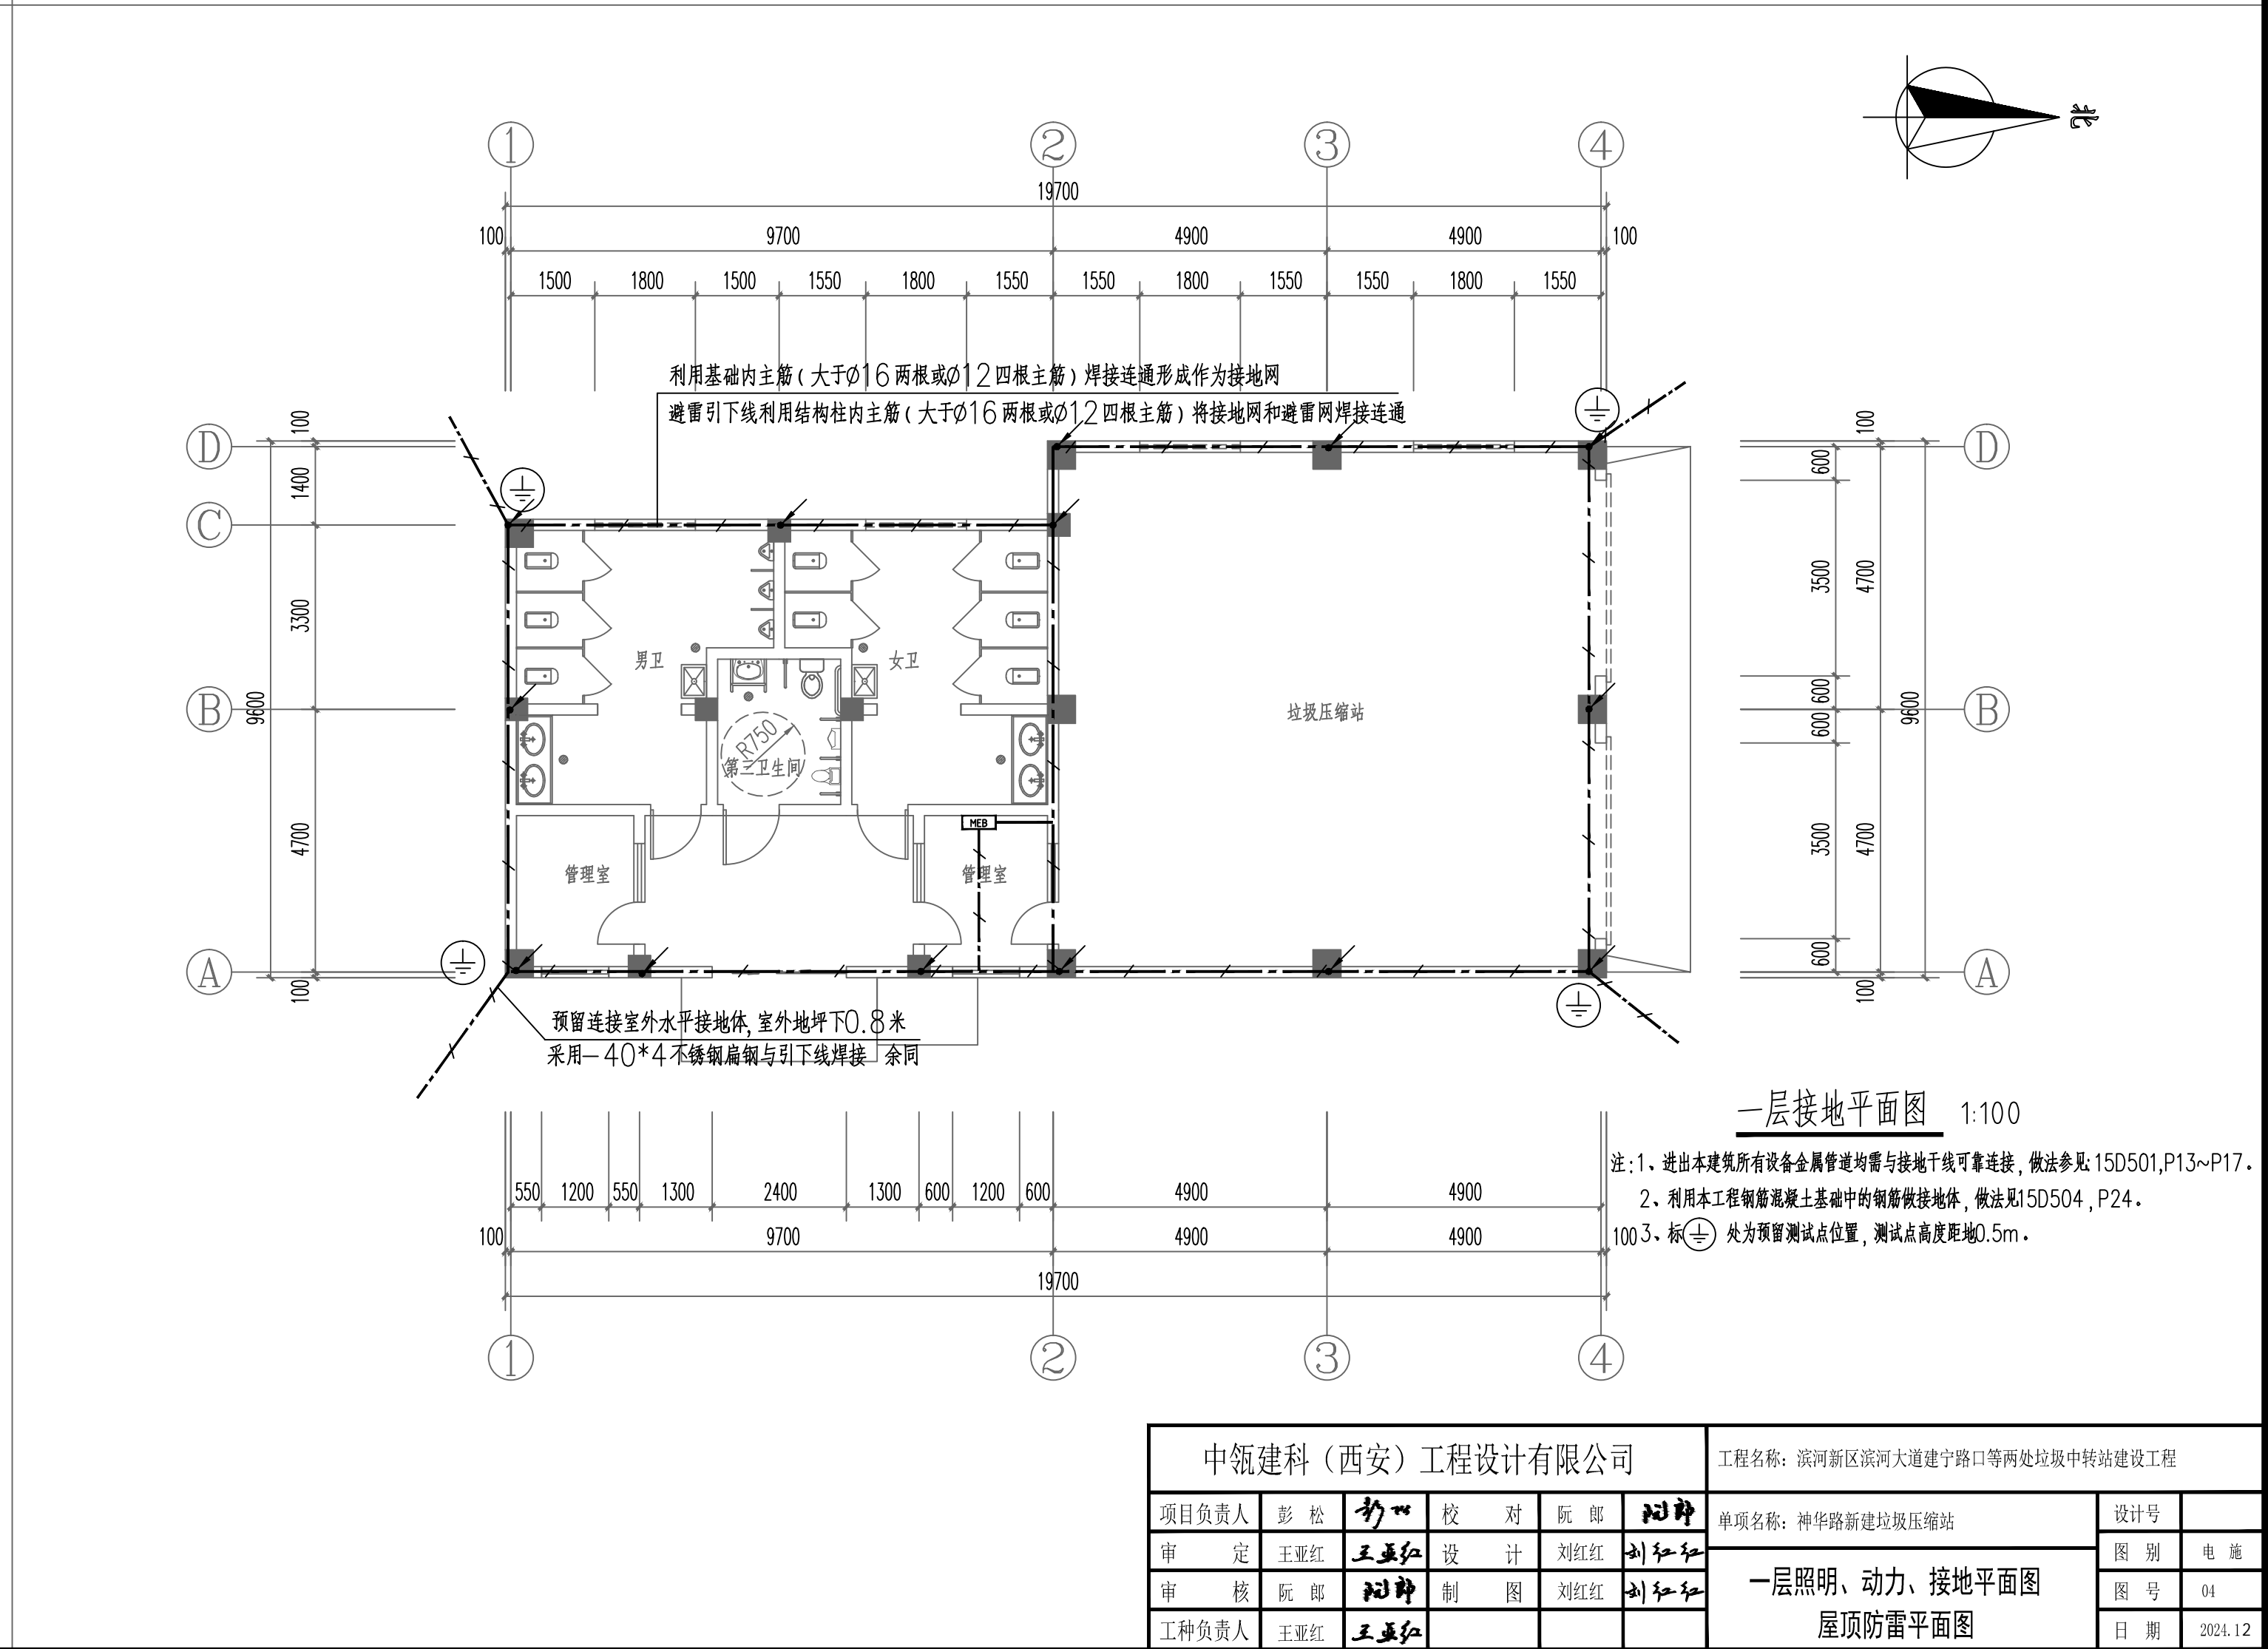 北
1 2 3 4
19700
100 9700 4900 4900 100
1500 1800 1500 1550 1800 1550 1550 1800 1550 1550 1800 1550
利用基础内主筋(大于Ø16两根或Ø12四根主筋)焊接连通形成作为接地网
避雷引下线利用结构柱内主筋(大于Ø16两根或Ø12四根主筋)将接地网和避雷网焊接连通
D
C
B
A
100
1400
3300
4700
100
9600
男卫
女卫
垃圾压缩站
R750
第三卫生间
MEB
管理室
管理室
D
B
A
100
600
3500
600
600
3500
600
4700
4700
100
9600
预留连接室外水平接地体,室外地坪下0.8米
采用-40*4不锈钢扁钢与引下线焊接 余同
一层接地平面图 1:100
注:1、进出本建筑所有设备金属管道均需与接地干线可靠连接,做法参见:15D501,P13~P17。
2、利用本工程钢筋混凝土基础中的钢筋做接地体,做法见15D504,P24。
3、标 处为预留测试点位置,测试点高度距地0.5m。
550 1200 550 1300 2400 1300 600 1200 600 4900 4900
100 9700 4900 4900 100
19700
1 2 3 4
中瓴建科（西安）工程设计有限公司
工程名称：滨河新区滨河大道建宁路口等两处垃圾中转站建设工程
项目负责人 彭 松 校 对 阮 郎 阮郎
单项名称：神华路新建垃圾压缩站
设计号
审 定 王亚红 王亚红 设 计 刘红红 刘红红
图 别 电 施
审 核 阮 郎 阮郎 制 图 刘红红 刘红红
一层照明、动力、接地平面图
图 号 04
工种负责人 王亚红 王亚红
屋顶防雷平面图
日 期 2024.12